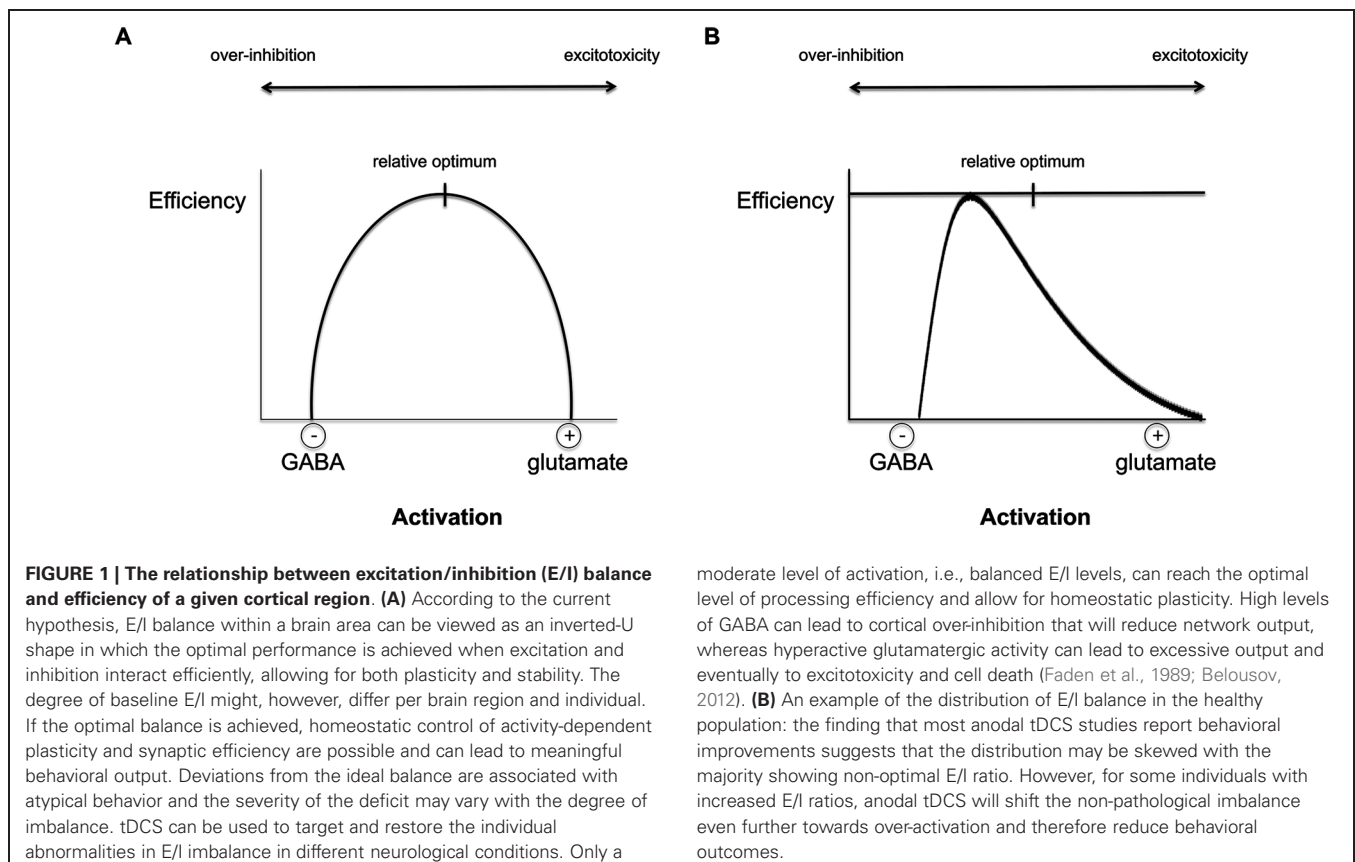 A
over-inhibition excitotoxicity
relative optimum
Efficiency
- +
GABA glutamate
Activation
B
over-inhibition excitotoxicity
relative optimum
Efficiency
- +
GABA glutamate
Activation
FIGURE 1 | The relationship between excitation/inhibition (E/I) balance
and efficiency of a given cortical region. (A) According to the current
hypothesis, E/I balance within a brain area can be viewed as an inverted-U
shape in which the optimal performance is achieved when excitation and
inhibition interact efficiently, allowing for both plasticity and stability. The
degree of baseline E/I might, however, differ per brain region and individual.
If the optimal balance is achieved, homeostatic control of activity-dependent
plasticity and synaptic efficiency are possible and can lead to meaningful
behavioral output. Deviations from the ideal balance are associated with
atypical behavior and the severity of the deficit may vary with the degree of
imbalance. tDCS can be used to target and restore the individual
abnormalities in E/I imbalance in different neurological conditions. Only a
moderate level of activation, i.e., balanced E/I levels, can reach the optimal
level of processing efficiency and allow for homeostatic plasticity. High levels
of GABA can lead to cortical over-inhibition that will reduce network output,
whereas hyperactive glutamatergic activity can lead to excessive output and
eventually to excitotoxicity and cell death (Faden et al., 1989; Belousov,
2012). (B) An example of the distribution of E/I balance in the healthy
population: the finding that most anodal tDCS studies report behavioral
improvements suggests that the distribution may be skewed with the
majority showing non-optimal E/I ratio. However, for some individuals with
increased E/I ratios, anodal tDCS will shift the non-pathological imbalance
even further towards over-activation and therefore reduce behavioral
outcomes.